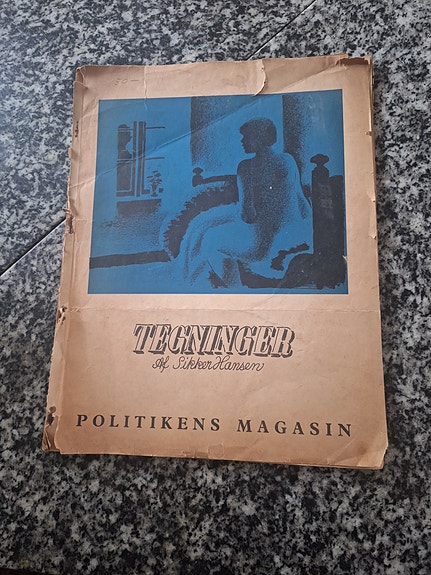 TEGNINGER
Af Sikker Hansen
POLITIKENS MAGASIN